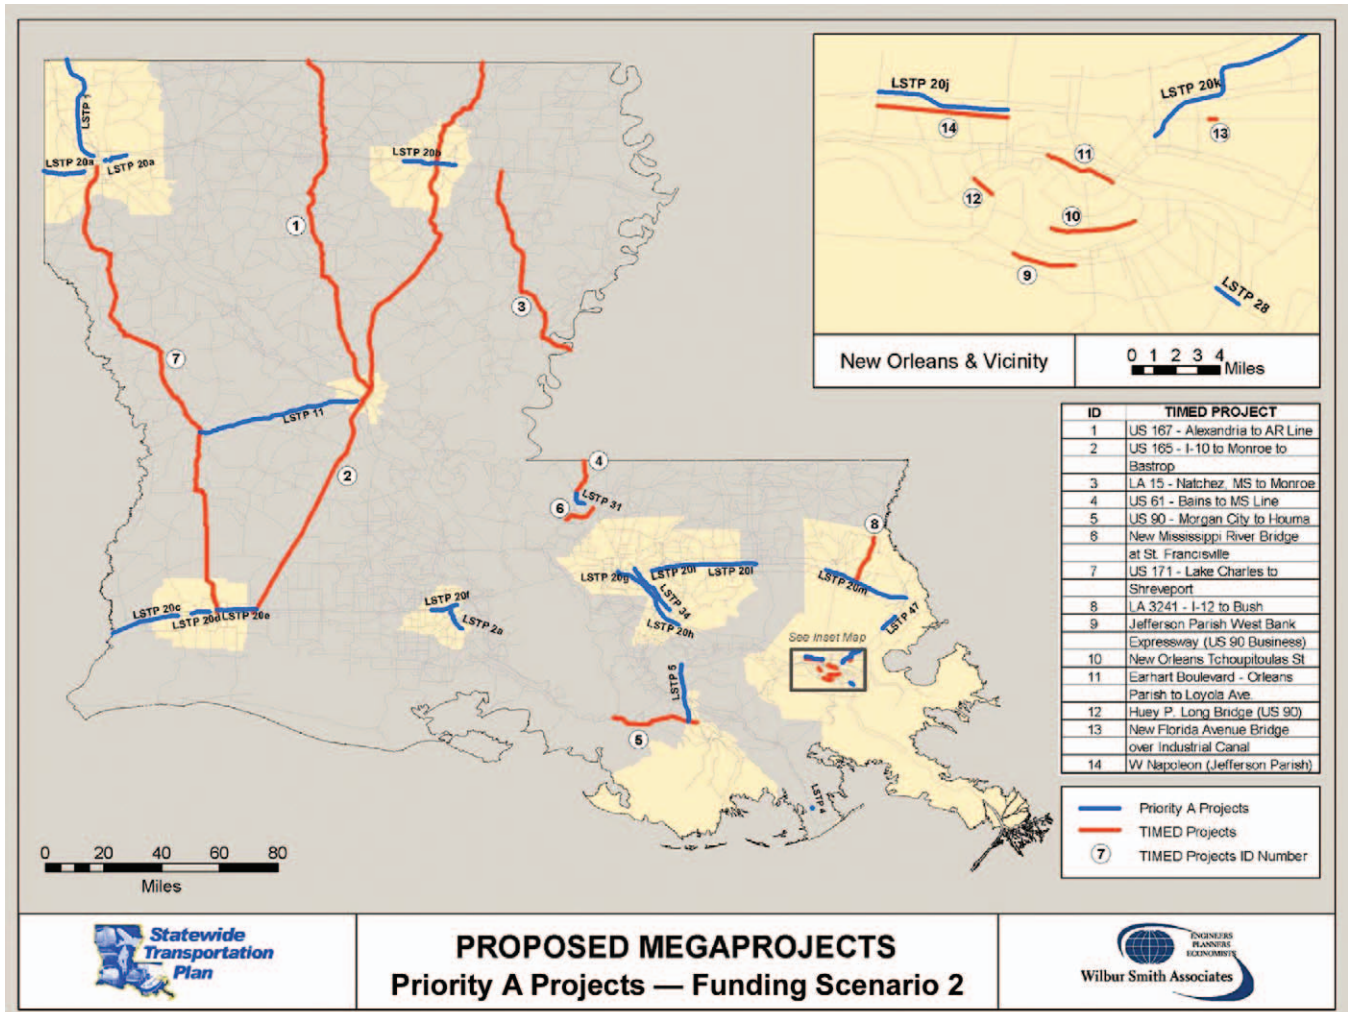 LSTP 1
LSTP 20a
LSTP 20a
LSTP 20b
1
3
7
LSTP 11
2
4
LSTP 31
6
8
LSTP 20g
LSTP 20i
LSTP 20l
LSTP 34
LSTP 20h
LSTP 20m
LSTP 47
LSTP 20c
LSTP 20d
LSTP 20e
LSTP 20f
LSTP 2a
See Inset Map
LSTP 5
5
LSTP 4
LSTP 20j
14
LSTP 20k
13
11
12
10
9
LSTP 28
New Orleans & Vicinity
0 1 2 3 4
Miles
ID TIMED PROJECT
1 US 167 - Alexandria to AR Line
2 US 165 - I-10 to Monroe to
Bastrop
3 LA 15 - Natchez, MS to Monroe
4 US 61 - Bains to MS Line
5 US 90 - Morgan City to Houma
6 New Mississippi River Bridge
at St. Francisville
7 US 171 - Lake Charles to
Shreveport
8 LA 3241 - I-12 to Bush
9 Jefferson Parish West Bank
Expressway (US 90 Business)
10 New Orleans Tchoupitoulas St
11 Earhart Boulevard - Orleans
Parish to Loyola Ave.
12 Huey P. Long Bridge (US 90)
13 New Florida Avenue Bridge
over Industrial Canal
14 W Napoleon (Jefferson Parish)
Priority A Projects
TIMED Projects
7 TIMED Projects ID Number
0 20 40 60 80
Miles
Statewide
Transportation
Plan
PROPOSED MEGAPROJECTS
Priority A Projects — Funding Scenario 2
ENGINEERS
PLANNERS
ECONOMISTS
Wilbur Smith Associates